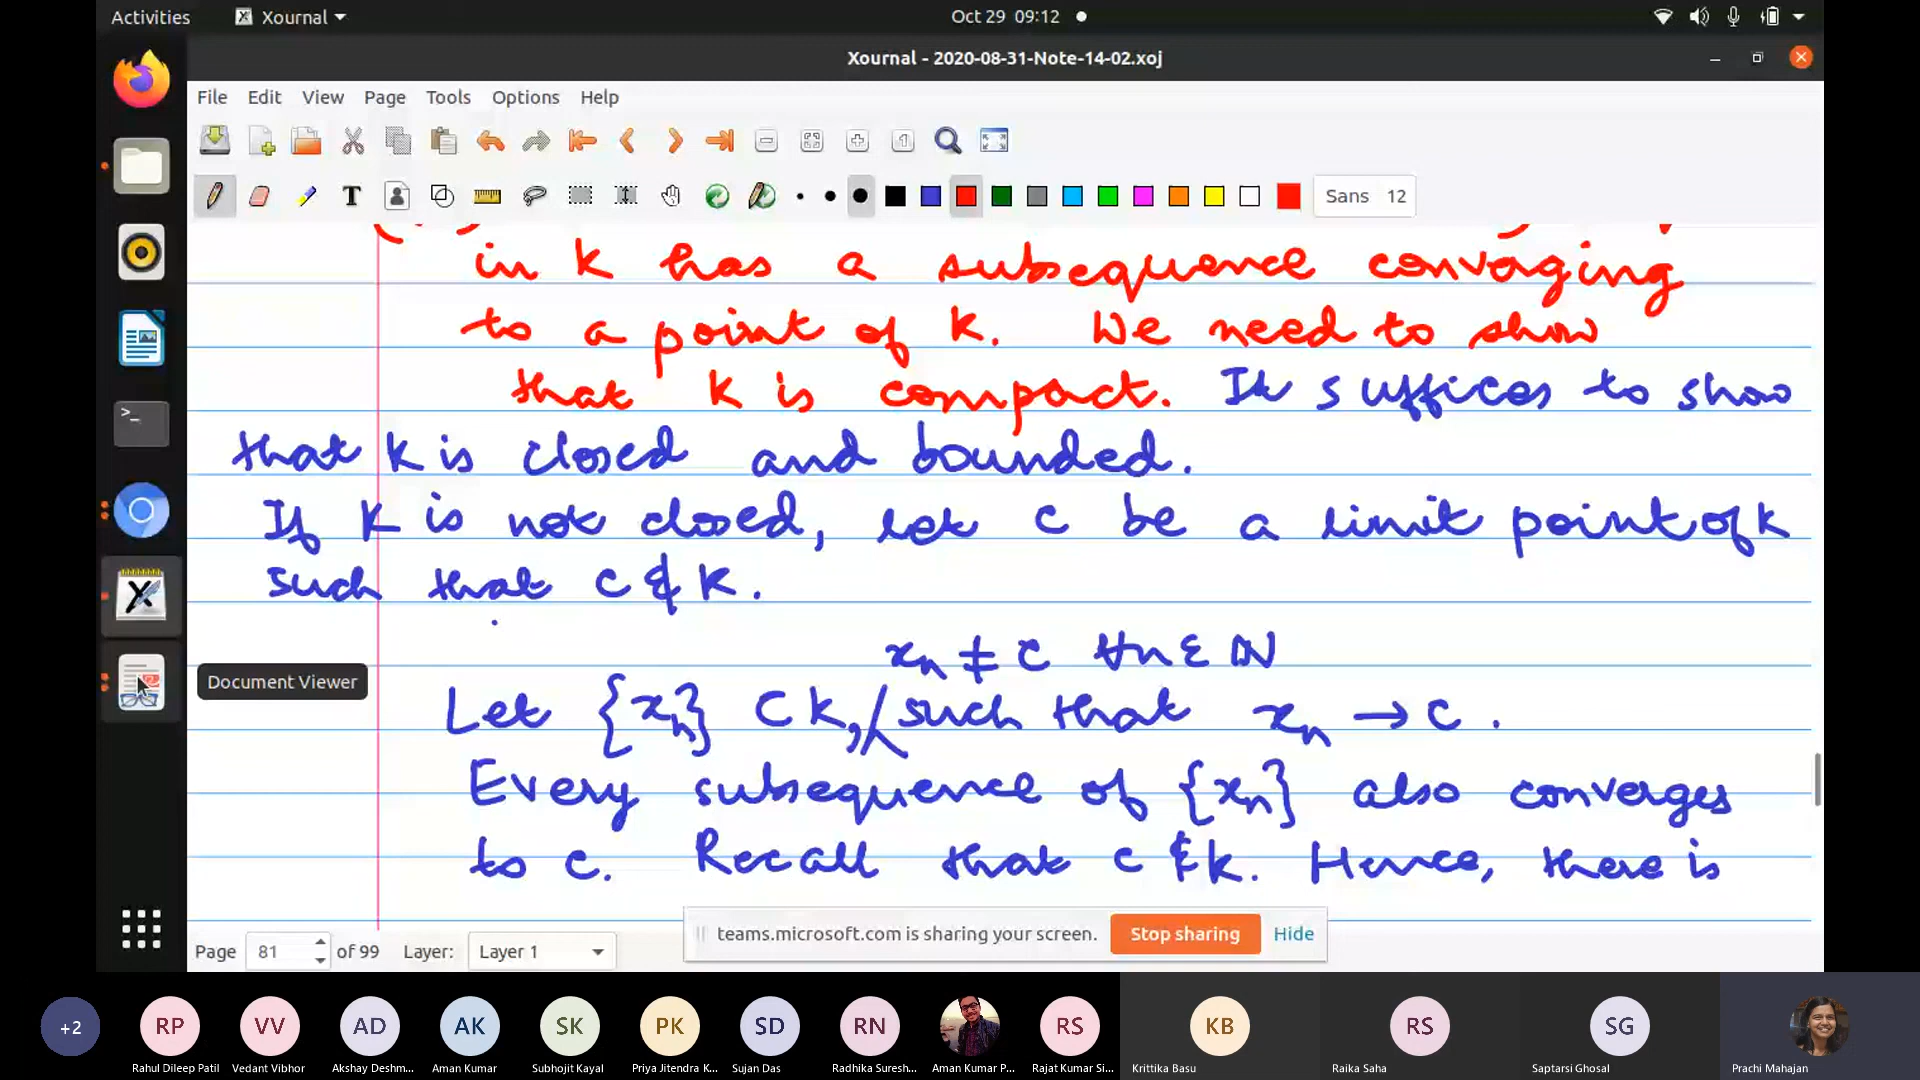 Activities Xournal Oct 29 09:12
Xournal - 2020-08-31-Note-14-02.xoj
File Edit View Page Tools Options Help
T Sans 12
in K has a subsequence converging
to a point of K. We need to show
that K is compact. It suffices to show
that K is closed and bounded.
If K is not closed, let c be a limit point of K
such that c ∉ K.
xn ≠ c ∀n ∈ ℕ
Let {xn} ⊂ K, such that xn → c.
Every subsequence of {xn} also converges
to c. Recall that c ∉ K. Hence, there is
Document Viewer
teams.microsoft.com is sharing your screen. Stop sharing Hide
Page 81 of 99 Layer: Layer 1
+2 RP VV AD AK SK PK SD RN RS KB RS SG
Rahul Dileep Patil Vedant Vibhor Akshay Deshm... Aman Kumar Subhojit Kayal Priya Jitendra K... Sujan Das Radhika Suresh... Aman Kumar P... Rajat Kumar Si... Krittika Basu Raika Saha Saptarsi Ghosal Prachi Mahajan